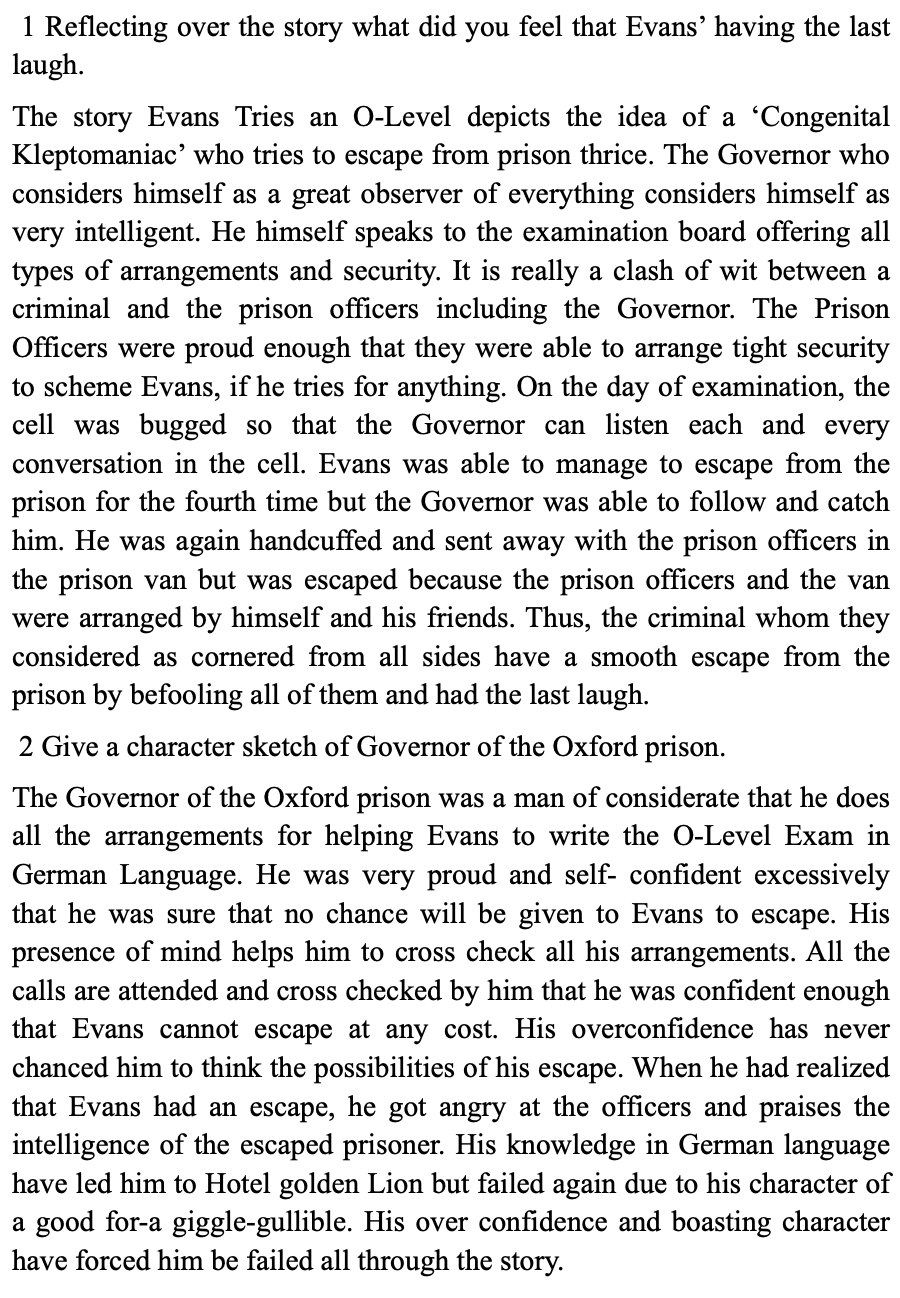 1 Reflecting over the story what did you feel that Evans’ having the last
laugh.
The story Evans Tries an O-Level depicts the idea of a ‘Congenital
Kleptomaniac’ who tries to escape from prison thrice. The Governor who
considers himself as a great observer of everything considers himself as
very intelligent. He himself speaks to the examination board offering all
types of arrangements and security. It is really a clash of wit between a
criminal and the prison officers including the Governor. The Prison
Officers were proud enough that they were able to arrange tight security
to scheme Evans, if he tries for anything. On the day of examination, the
cell was bugged so that the Governor can listen each and every
conversation in the cell. Evans was able to manage to escape from the
prison for the fourth time but the Governor was able to follow and catch
him. He was again handcuffed and sent away with the prison officers in
the prison van but was escaped because the prison officers and the van
were arranged by himself and his friends. Thus, the criminal whom they
considered as cornered from all sides have a smooth escape from the
prison by befooling all of them and had the last laugh.
2 Give a character sketch of Governor of the Oxford prison.
The Governor of the Oxford prison was a man of considerate that he does
all the arrangements for helping Evans to write the O-Level Exam in
German Language. He was very proud and self- confident excessively
that he was sure that no chance will be given to Evans to escape. His
presence of mind helps him to cross check all his arrangements. All the
calls are attended and cross checked by him that he was confident enough
that Evans cannot escape at any cost. His overconfidence has never
chanced him to think the possibilities of his escape. When he had realized
that Evans had an escape, he got angry at the officers and praises the
intelligence of the escaped prisoner. His knowledge in German language
have led him to Hotel golden Lion but failed again due to his character of
a good for-a giggle-gullible. His over confidence and boasting character
have forced him be failed all through the story.